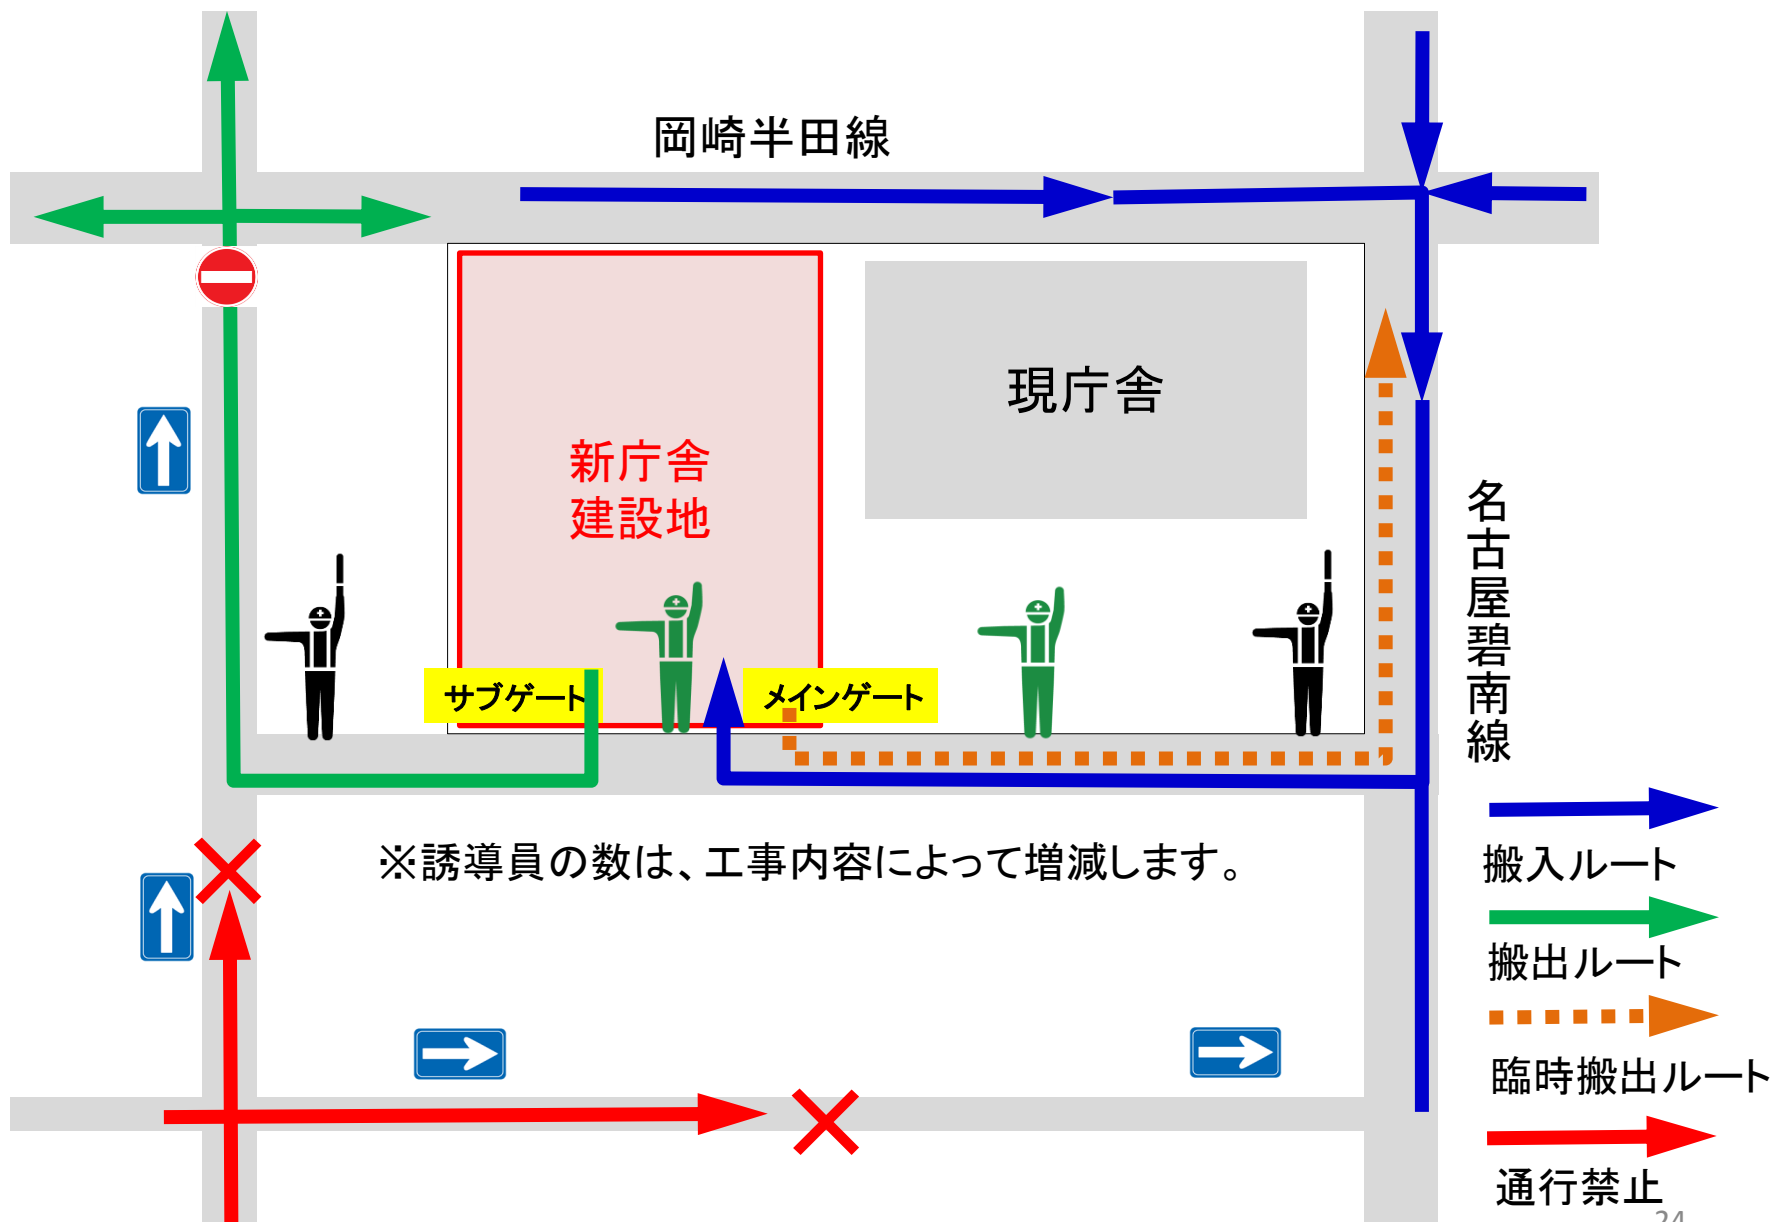 岡崎半田線
現庁舎
新庁舎
建設地
名古屋碧南線
サブゲート
メインゲート
※誘導員の数は、工事内容によって増減します。
搬入ルート
搬出ルート
臨時搬出ルート
通行禁止
24